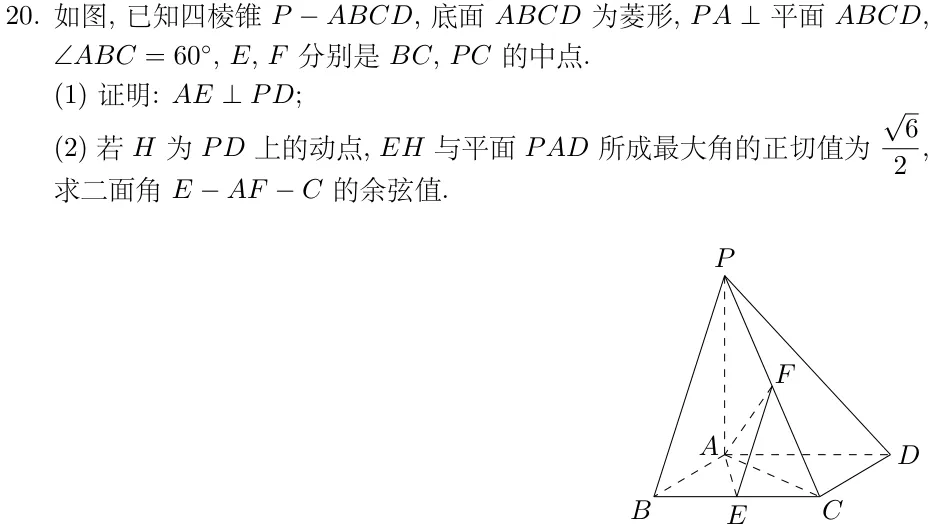 20. 如图, 已知四棱锥 P − ABCD, 底面 ABCD 为菱形, PA ⊥ 平面 ABCD,
∠ABC = 60°, E, F 分别是 BC, PC 的中点.
(1) 证明: AE ⊥ PD;
(2) 若 H 为 PD 上的动点, EH 与平面 PAD 所成最大角的正切值为 √6/2,
求二面角 E − AF − C 的余弦值.
P
F
A
D
B
E
C